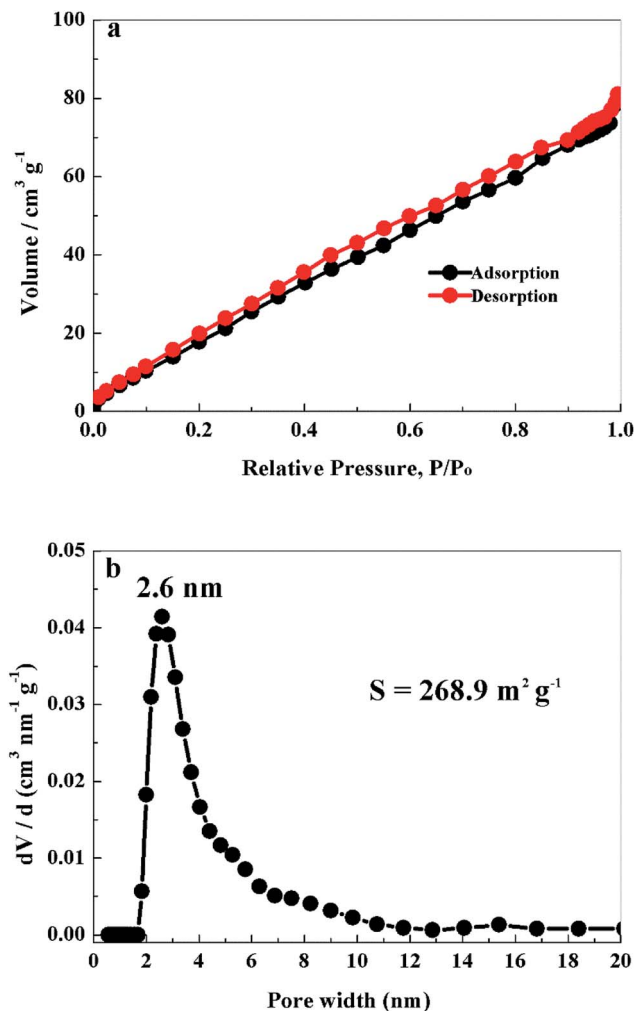 a
100
80
60
40
20
0
Volume / cm³ g⁻¹
Adsorption
Desorption
0.0 0.2 0.4 0.6 0.8 1.0
Relative Pressure, P/P₀
b
2.6 nm
S = 268.9 m² g⁻¹
0.05
0.04
0.03
0.02
0.01
0.00
dV / d (cm³ nm⁻¹ g⁻¹)
0 2 4 6 8 10 12 14 16 18 20
Pore width (nm)